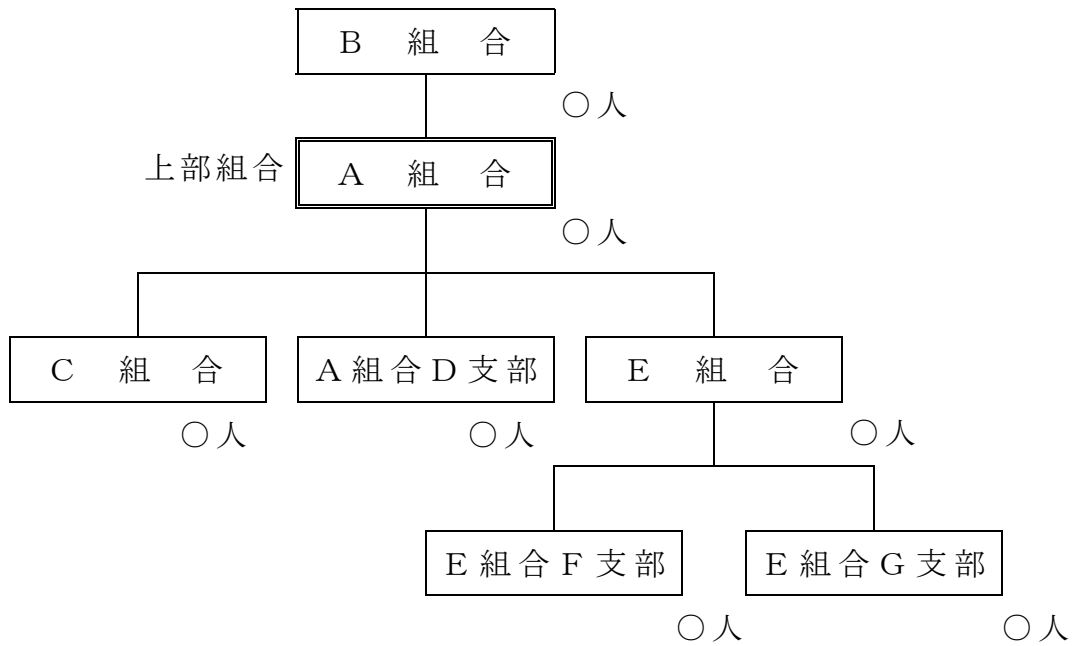 B 組 合
○人
上部組合
A 組 合
○人
C 組 合
A組合D支部
E 組 合
○人
○人
○人
E組合F支部
E組合G支部
○人
○人